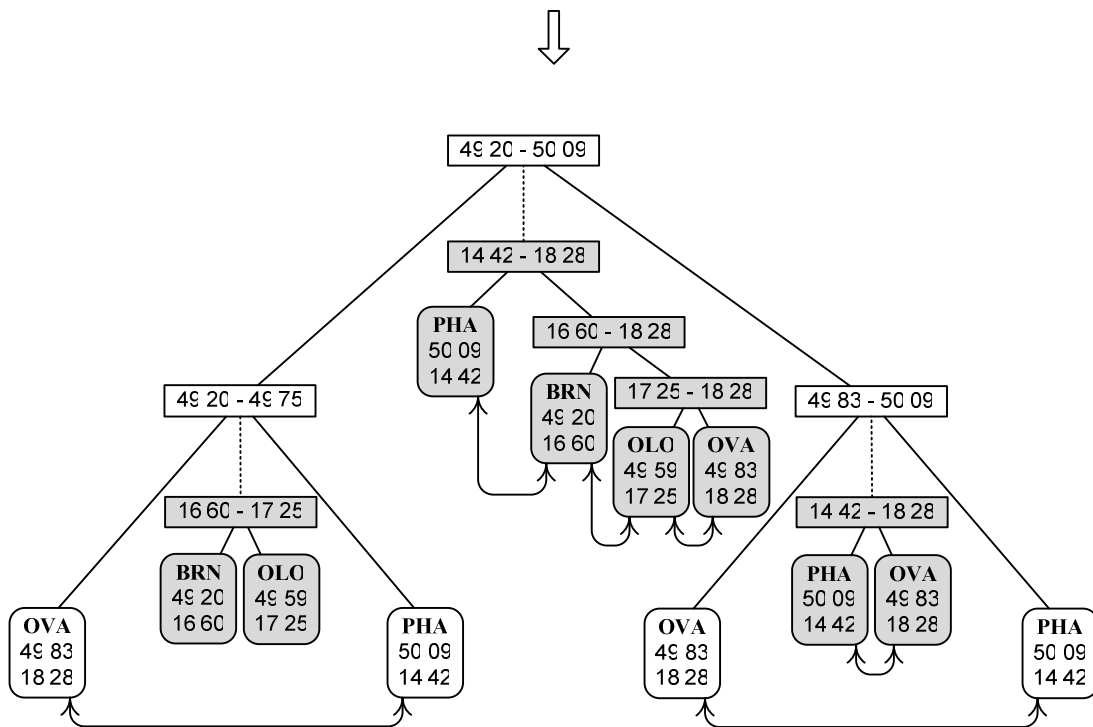 49 20 - 50 09
14 42 - 18 28
PHA
50 09
14 42
16 60 - 18 28
BRN
49 20
16 60
17 25 - 18 28
OLO
49 59
17 25
OVA
49 83
18 28
49 20 - 49 75
16 60 - 17 25
BRN
49 20
16 60
OLO
49 59
17 25
OVA
49 83
18 28
PHA
50 09
14 42
49 83 - 50 09
14 42 - 18 28
PHA
50 09
14 42
OVA
49 83
18 28
OVA
49 83
18 28
PHA
50 09
14 42